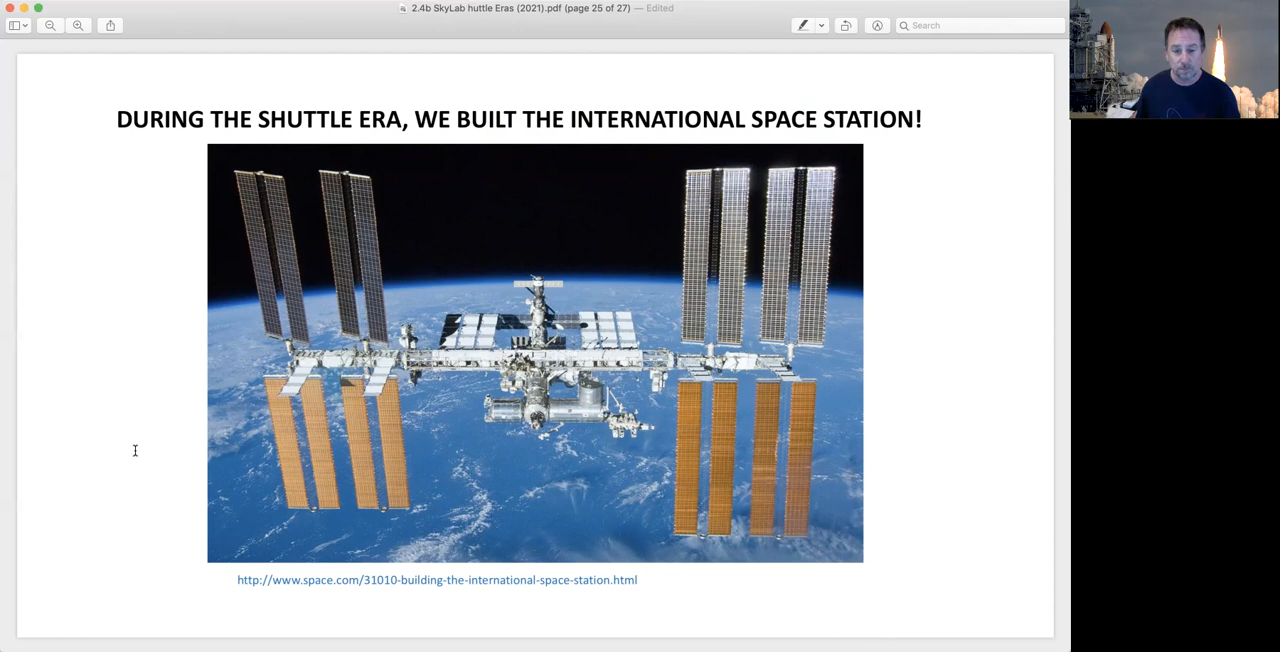 2.4b SkyLab huttle Eras (2021).pdf (page 25 of 27) — Edited
Search
DURING THE SHUTTLE ERA, WE BUILT THE INTERNATIONAL SPACE STATION!
http://www.space.com/31010-building-the-international-space-station.html